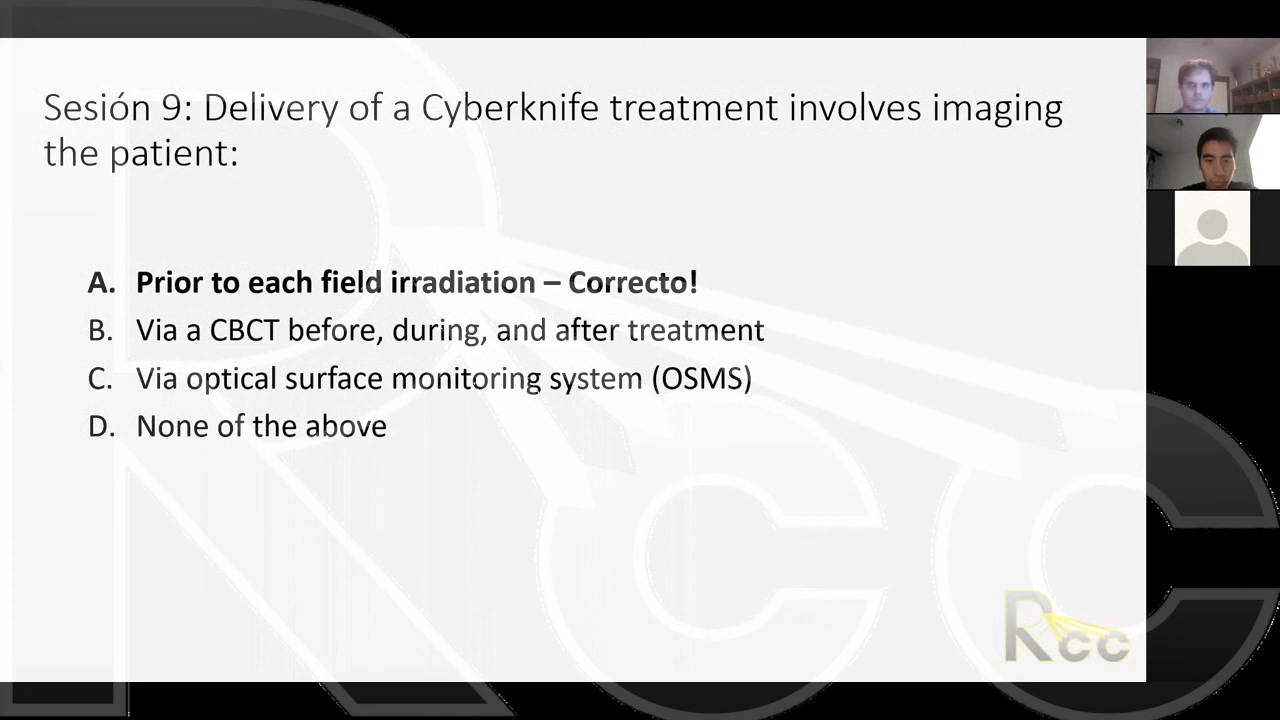 Sesión 9: Delivery of a Cyberknife treatment involves imaging
the patient:
A. Prior to each field irradiation – Correcto!
B. Via a CBCT before, during, and after treatment
C. Via optical surface monitoring system (OSMS)
D. None of the above
Rcc